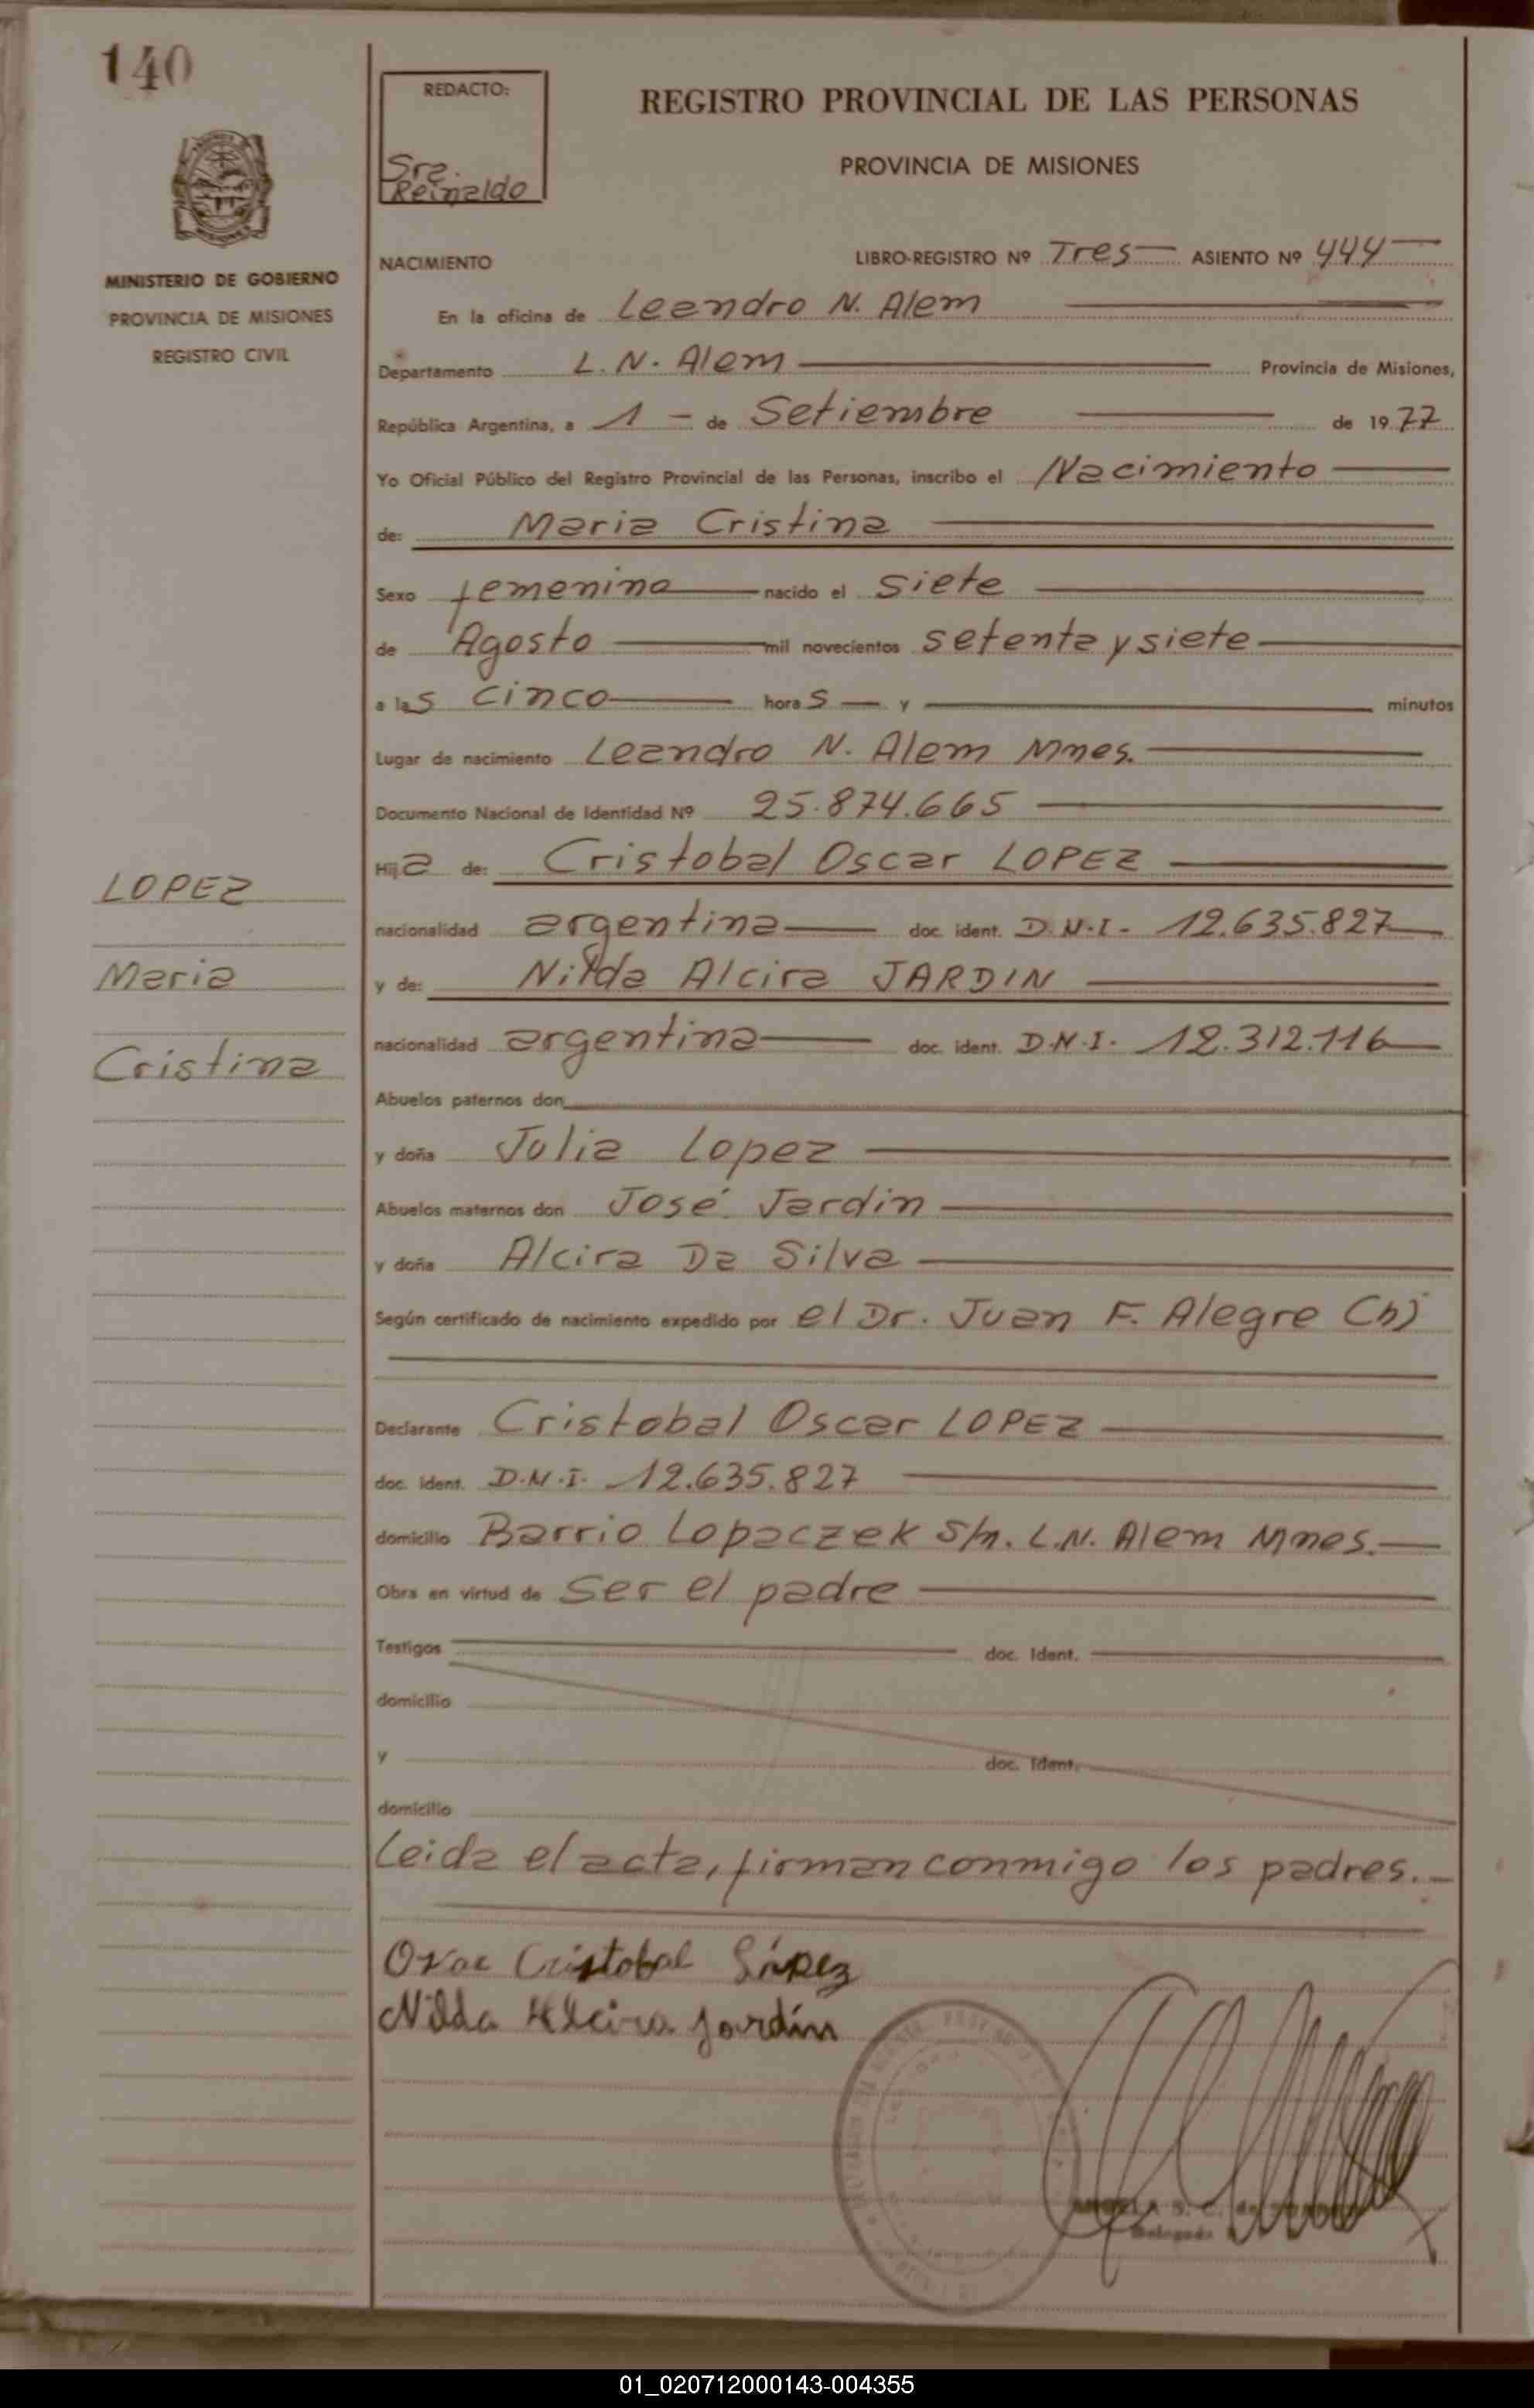 140
REDACTO:
Sra.
Reinaldo
REGISTRO PROVINCIAL DE LAS PERSONAS
PROVINCIA DE MISIONES
MINISTERIO DE GOBIERNO
PROVINCIA DE MISIONES
REGISTRO CIVIL
NACIMIENTO LIBRO-REGISTRO Nº Tres ASIENTO Nº 444
En la oficina de Leandro N. Alem
Departamento L. N. Alem Provincia de Misiones,
República Argentina, a 1 - de Setiembre de 1977
Yo Oficial Público del Registro Provincial de las Personas, inscribo el Nacimiento
de: Maria Cristina
Sexo femenino nacido el siete
de Agosto mil novecientos setenta y siete
a las cinco horas y minutos
Lugar de nacimiento Leandro N. Alem Mnes.
Documento Nacional de Identidad Nº 25.874.665
Hija de: Cristobal Oscar LOPEZ
nacionalidad argentina doc. ident. D.N.I. 12.635.827
y de: Nilda Alcira JARDIN
nacionalidad argentina doc. ident. D.N.I. 12.312.116
Abuelos paternos don
y doña Julia Lopez
Abuelos maternos don José Jardin
y doña Alcira Da Silva
Según certificado de nacimiento expedido por el Dr. Juan F. Alegre (h)
Declarante Cristobal Oscar LOPEZ
doc. ident. D.N.I. 12.635.827
domicilio Barrio Lopaczek S/n. L.N. Alem Mnes.
Obra en virtud de ser el padre
Testigos doc. Ident.
domicilio
y doc. Ident.
domicilio
Leida el acta, firman conmigo los padres.-
LOPEZ
Maria
Cristina
Oscar Cristobal López
Nilda Alcira Jardín
Delegada
01_020712000143-004355